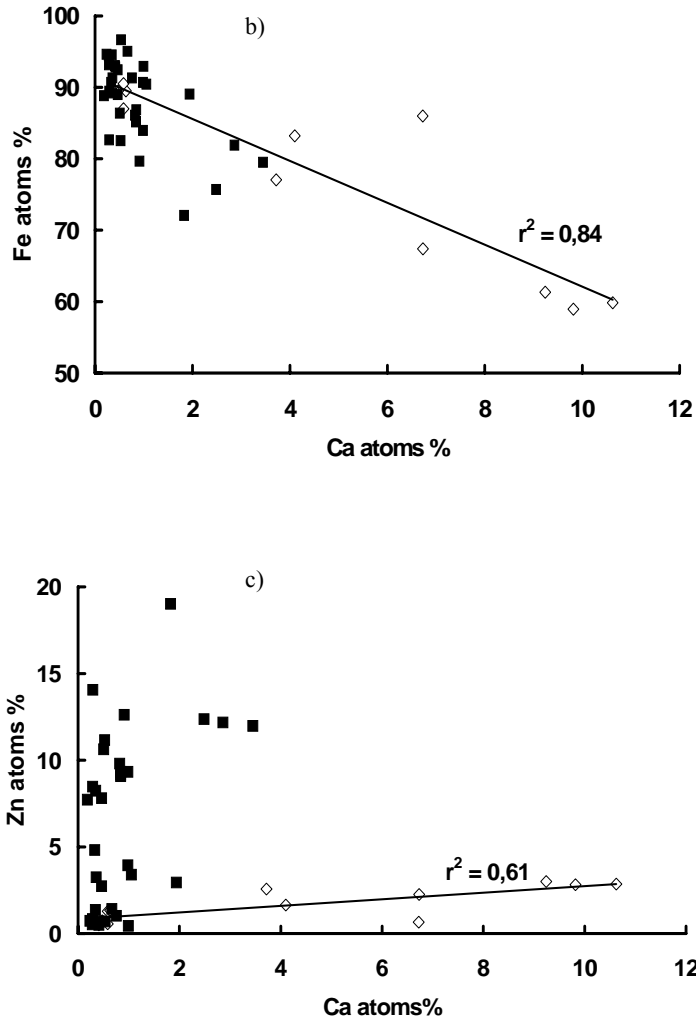 b)
100
90
80
70
60
50
Fe atoms %
r² = 0,84
0 2 4 6 8 10 12
Ca atoms %
c)
20
15
10
5
0
Zn atoms %
r² = 0,61
0 2 4 6 8 10 12
Ca atoms%